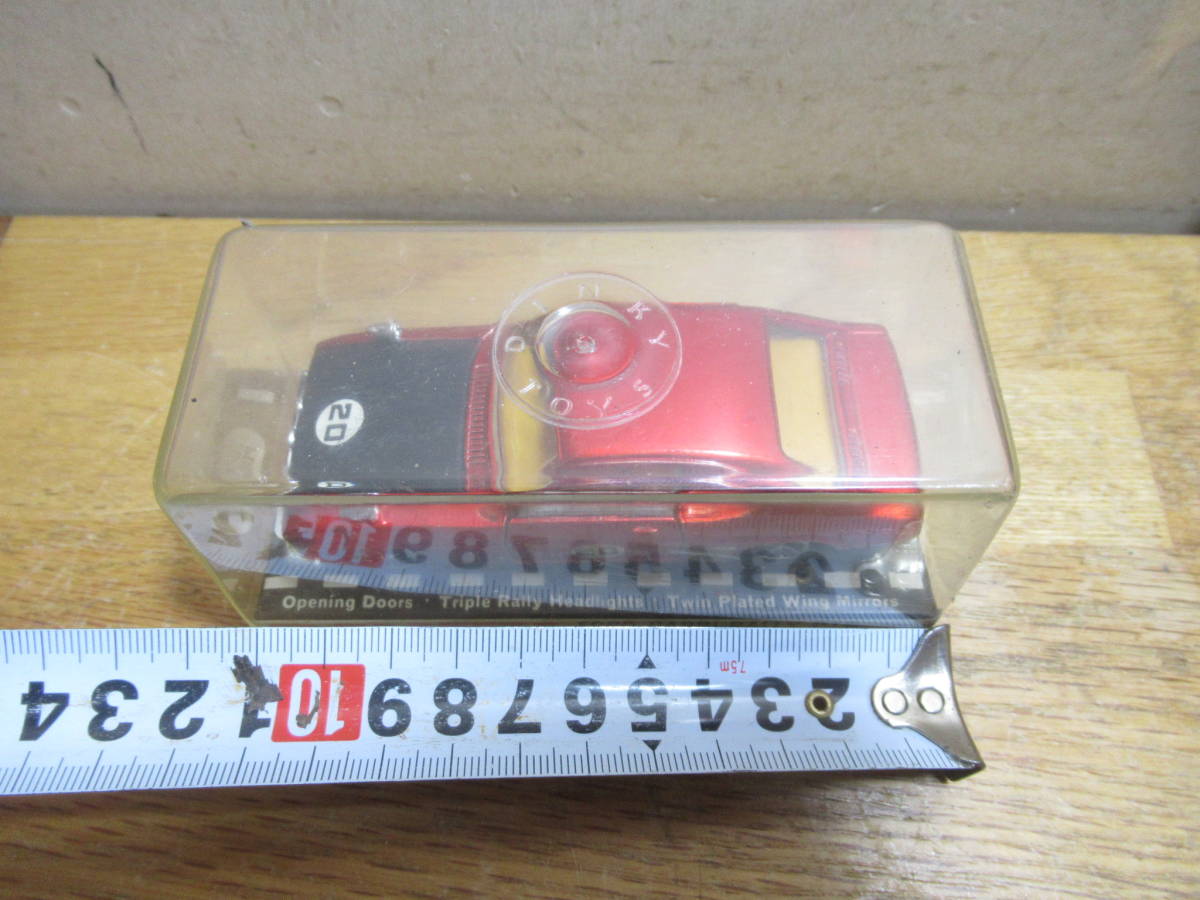 DINKY TOYS
20
Opening Doors · Triple Rally Headlights · Twin Plated Wing Mirrors
7.5m
4 3 2 1 10 9 8 7 6 5 4 3 2